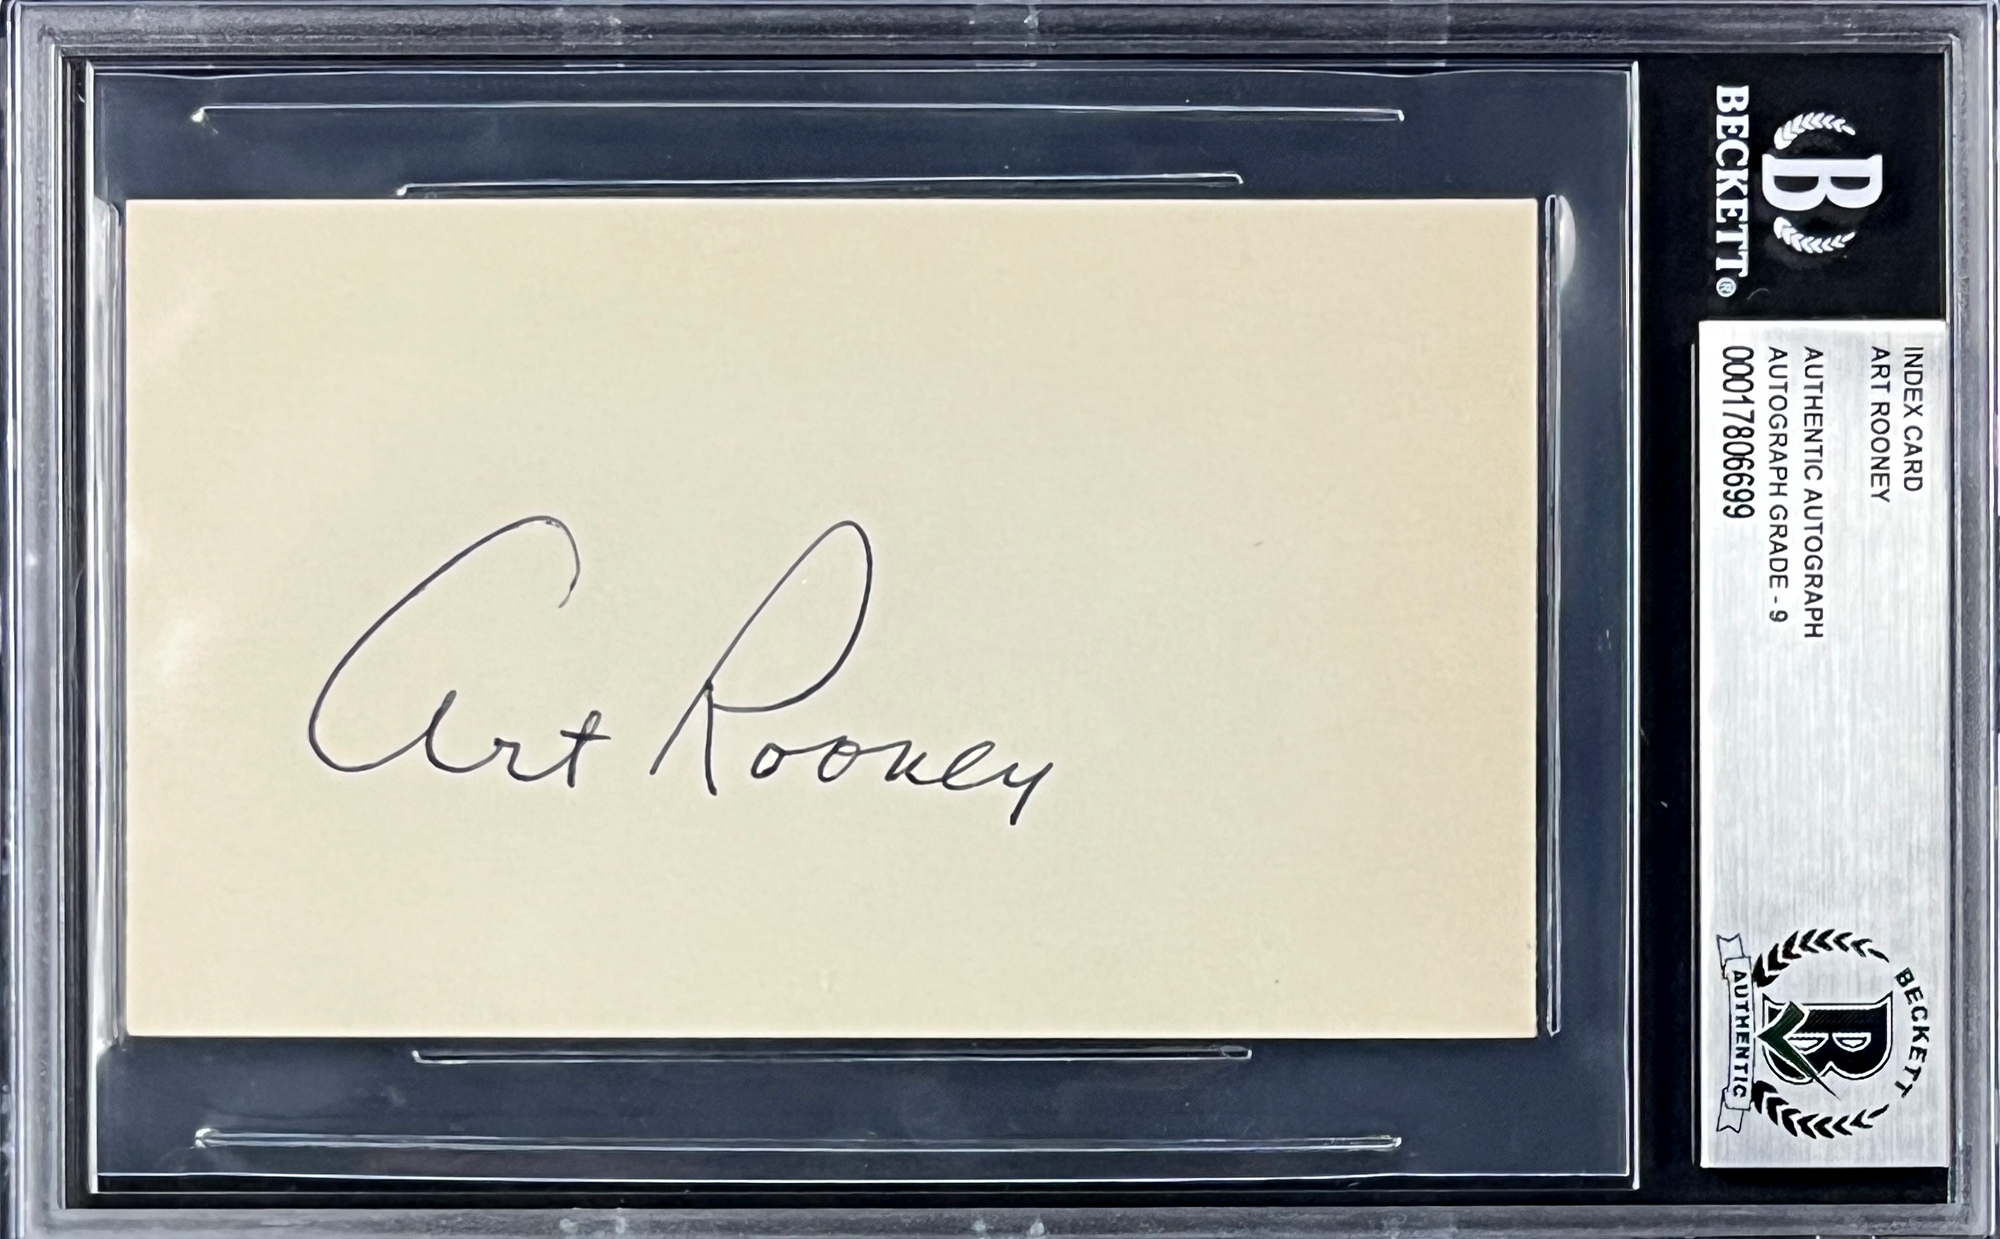 Art Rooney
B
BECKETT®
INDEX CARD
ART ROONEY
AUTHENTIC AUTOGRAPH
AUTOGRAPH GRADE - 9
00017806699
BECKETT
B
AUTHENTIC